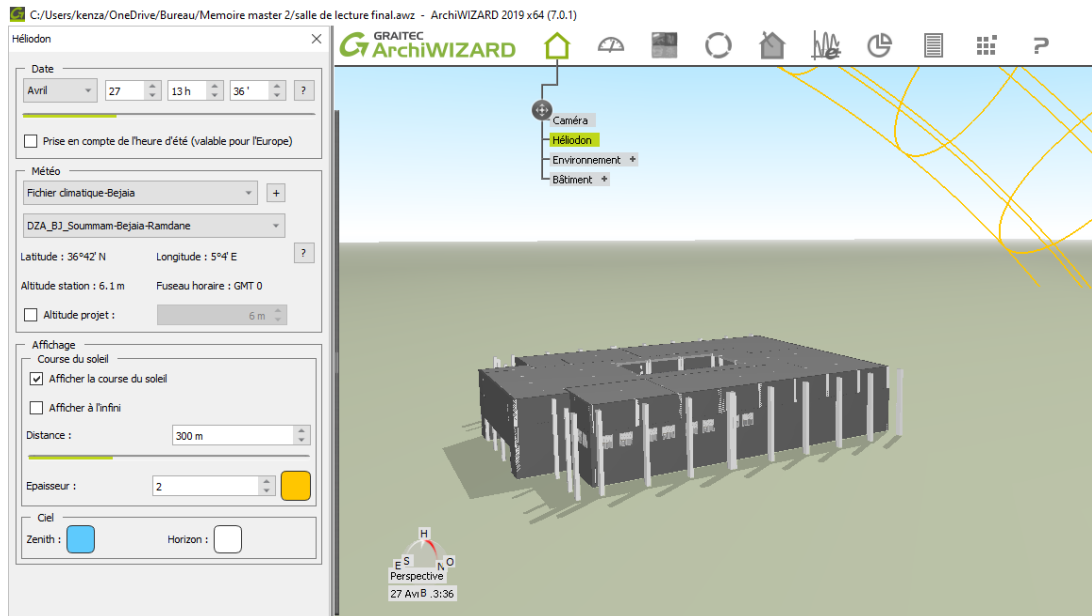 C:/Users/kenza/OneDrive/Bureau/Memoire master 2/salle de lecture final.awz - ArchiWIZARD 2019 x64 (7.0.1)
Héliodon
GRAITEC
ArchiWIZARD
?
Date
Avril 27 13 h 36 ' ?
Prise en compte de l'heure d'été (valable pour l'Europe)
Météo
Fichier climatique-Bejaia +
DZA_BJ_Soummam-Bejaia-Ramdane
Latitude : 36°42' N Longitude : 5°4' E ?
Altitude station : 6.1 m Fuseau horaire : GMT 0
Altitude projet : 6 m
Affichage
Course du soleil
Afficher la course du soleil
Afficher à l'infini
Distance : 300 m
Epaisseur : 2
Ciel
Zenith : Horizon :
Caméra
Héliodon
Environnement +
Bâtiment +
H
E S N O
Perspective
27 Avr B .3:36